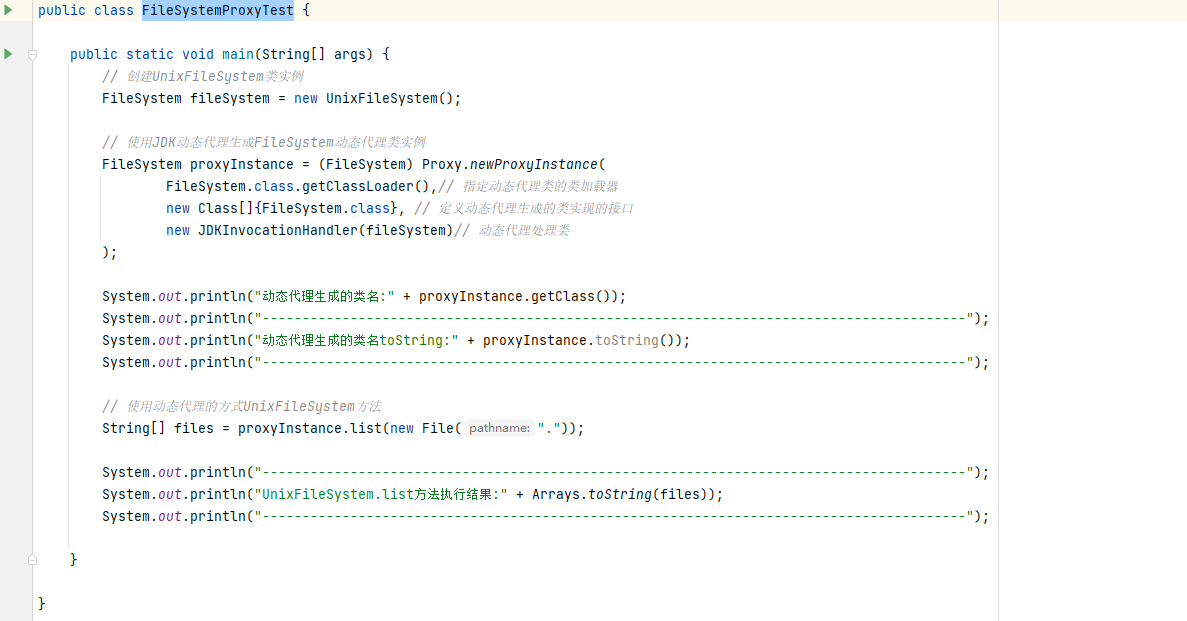 public class FileSystemProxyTest {
public static void main(String[] args) {
// 创建UnixFileSystem类实例
FileSystem fileSystem = new UnixFileSystem();
// 使用JDK动态代理生成FileSystem动态代理类实例
FileSystem proxyInstance = (FileSystem) Proxy.newProxyInstance(
FileSystem.class.getClassLoader(),// 指定动态代理类的类加载器
new Class[]{FileSystem.class}, // 定义动态代理生成的类实现的接口
new JDKInvocationHandler(fileSystem)// 动态代理处理类
);
System.out.println("动态代理生成的类名:" + proxyInstance.getClass());
System.out.println("----------------------------------------------------------------------------------------");
System.out.println("动态代理生成的类名toString:" + proxyInstance.toString());
System.out.println("----------------------------------------------------------------------------------------");
// 使用动态代理的方式UnixFileSystem方法
String[] files = proxyInstance.list(new File( pathname: "."));
System.out.println("----------------------------------------------------------------------------------------");
System.out.println("UnixFileSystem.list方法执行结果:" + Arrays.toString(files));
System.out.println("----------------------------------------------------------------------------------------");
}
}